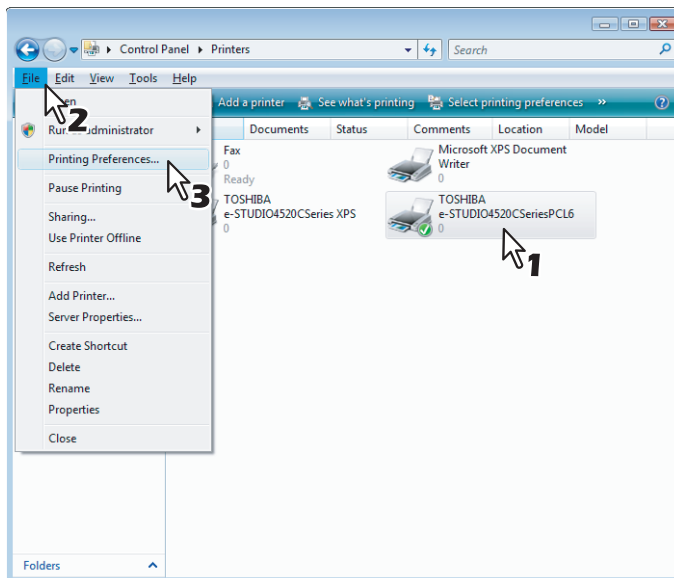 Control Panel ▸ Printers
Search
File Edit View Tools Help
Add a printer See what's printing Select printing preferences »
Documents Status Comments Location Model
2
Run as administrator
Printing Preferences...
3
Pause Printing
Sharing...
Use Printer Offline
Refresh
Add Printer...
Server Properties...
Create Shortcut
Delete
Rename
Properties
Close
Fax
0
Ready
Microsoft XPS Document
Writer
0
TOSHIBA
e-STUDIO4520CSeries XPS
0
TOSHIBA
e-STUDIO4520CSeriesPCL6
0
1
Folders